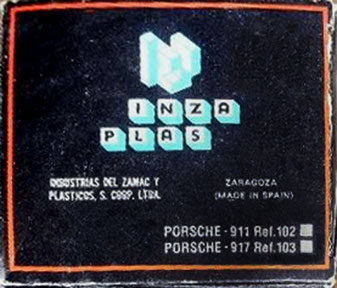 INZA
PLAS
INDUSTRIAS DEL ZAMAC Y
PLASTICOS, S. COOP. LTDA.
ZARAGOZA
(MADE IN SPAIN)
PORSCHE - 911 Ref. 102
PORSCHE - 917 Ref. 103